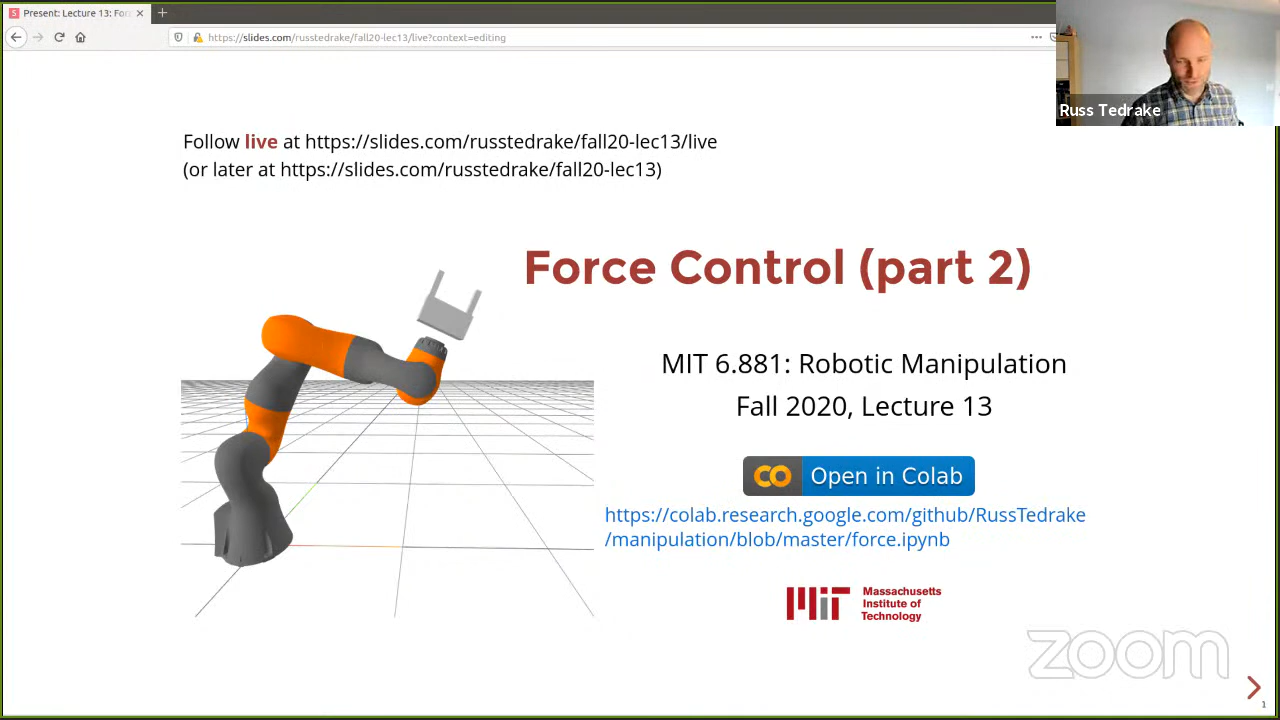 Present: Lecture 13: For
https://slides.com/russtedrake/fall20-lec13/live?context=editing
Russ Tedrake
Follow live at https://slides.com/russtedrake/fall20-lec13/live
(or later at https://slides.com/russtedrake/fall20-lec13)
Force Control (part 2)
MIT 6.881: Robotic Manipulation
Fall 2020, Lecture 13
Open in Colab
https://colab.research.google.com/github/RussTedrake
/manipulation/blob/master/force.ipynb
MIT
Massachusetts
Institute of
Technology
zoom
1